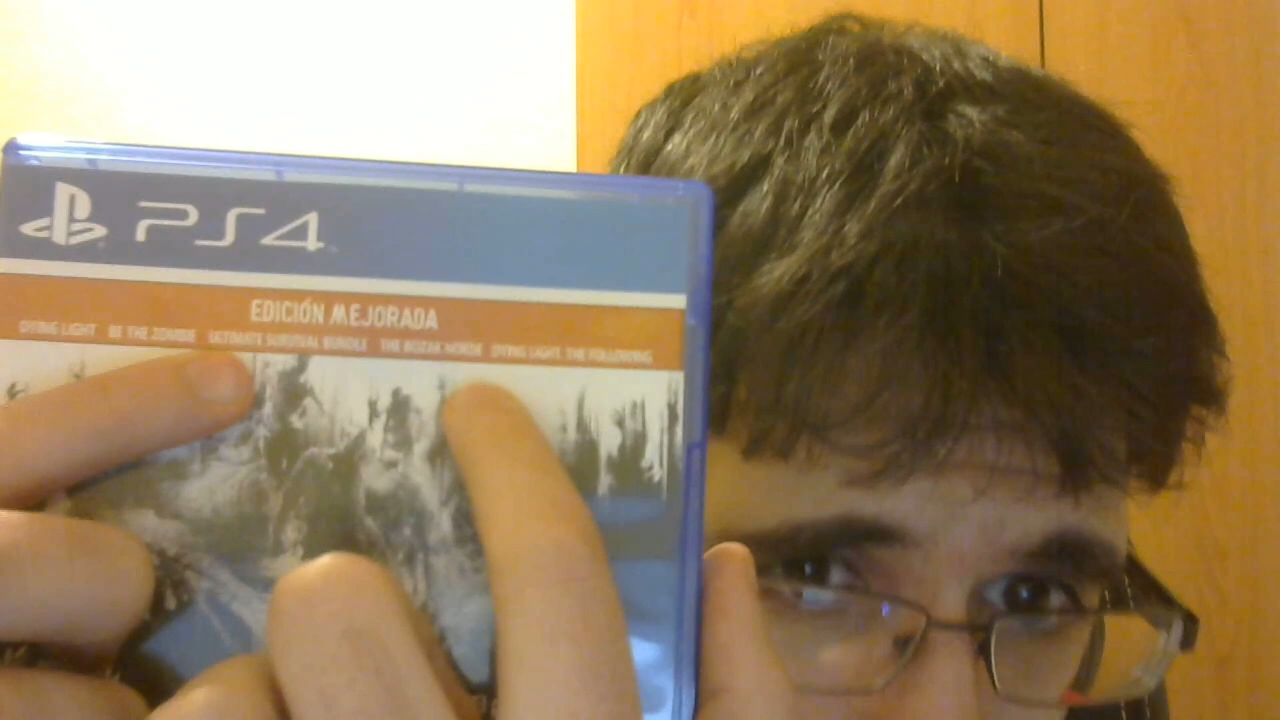 PS4
EDICIÓN MEJORADA
DYING LIGHT BE THE ZOMBIE ULTIMATE SURVIVAL BUNDLE THE BOZAK HORDE DYING LIGHT: THE FOLLOWING